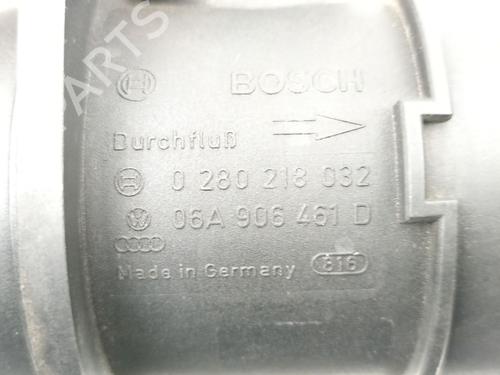 BOSCH
Durchfluß
0 280 218 032
06A 906 461 D
Made in Germany 816